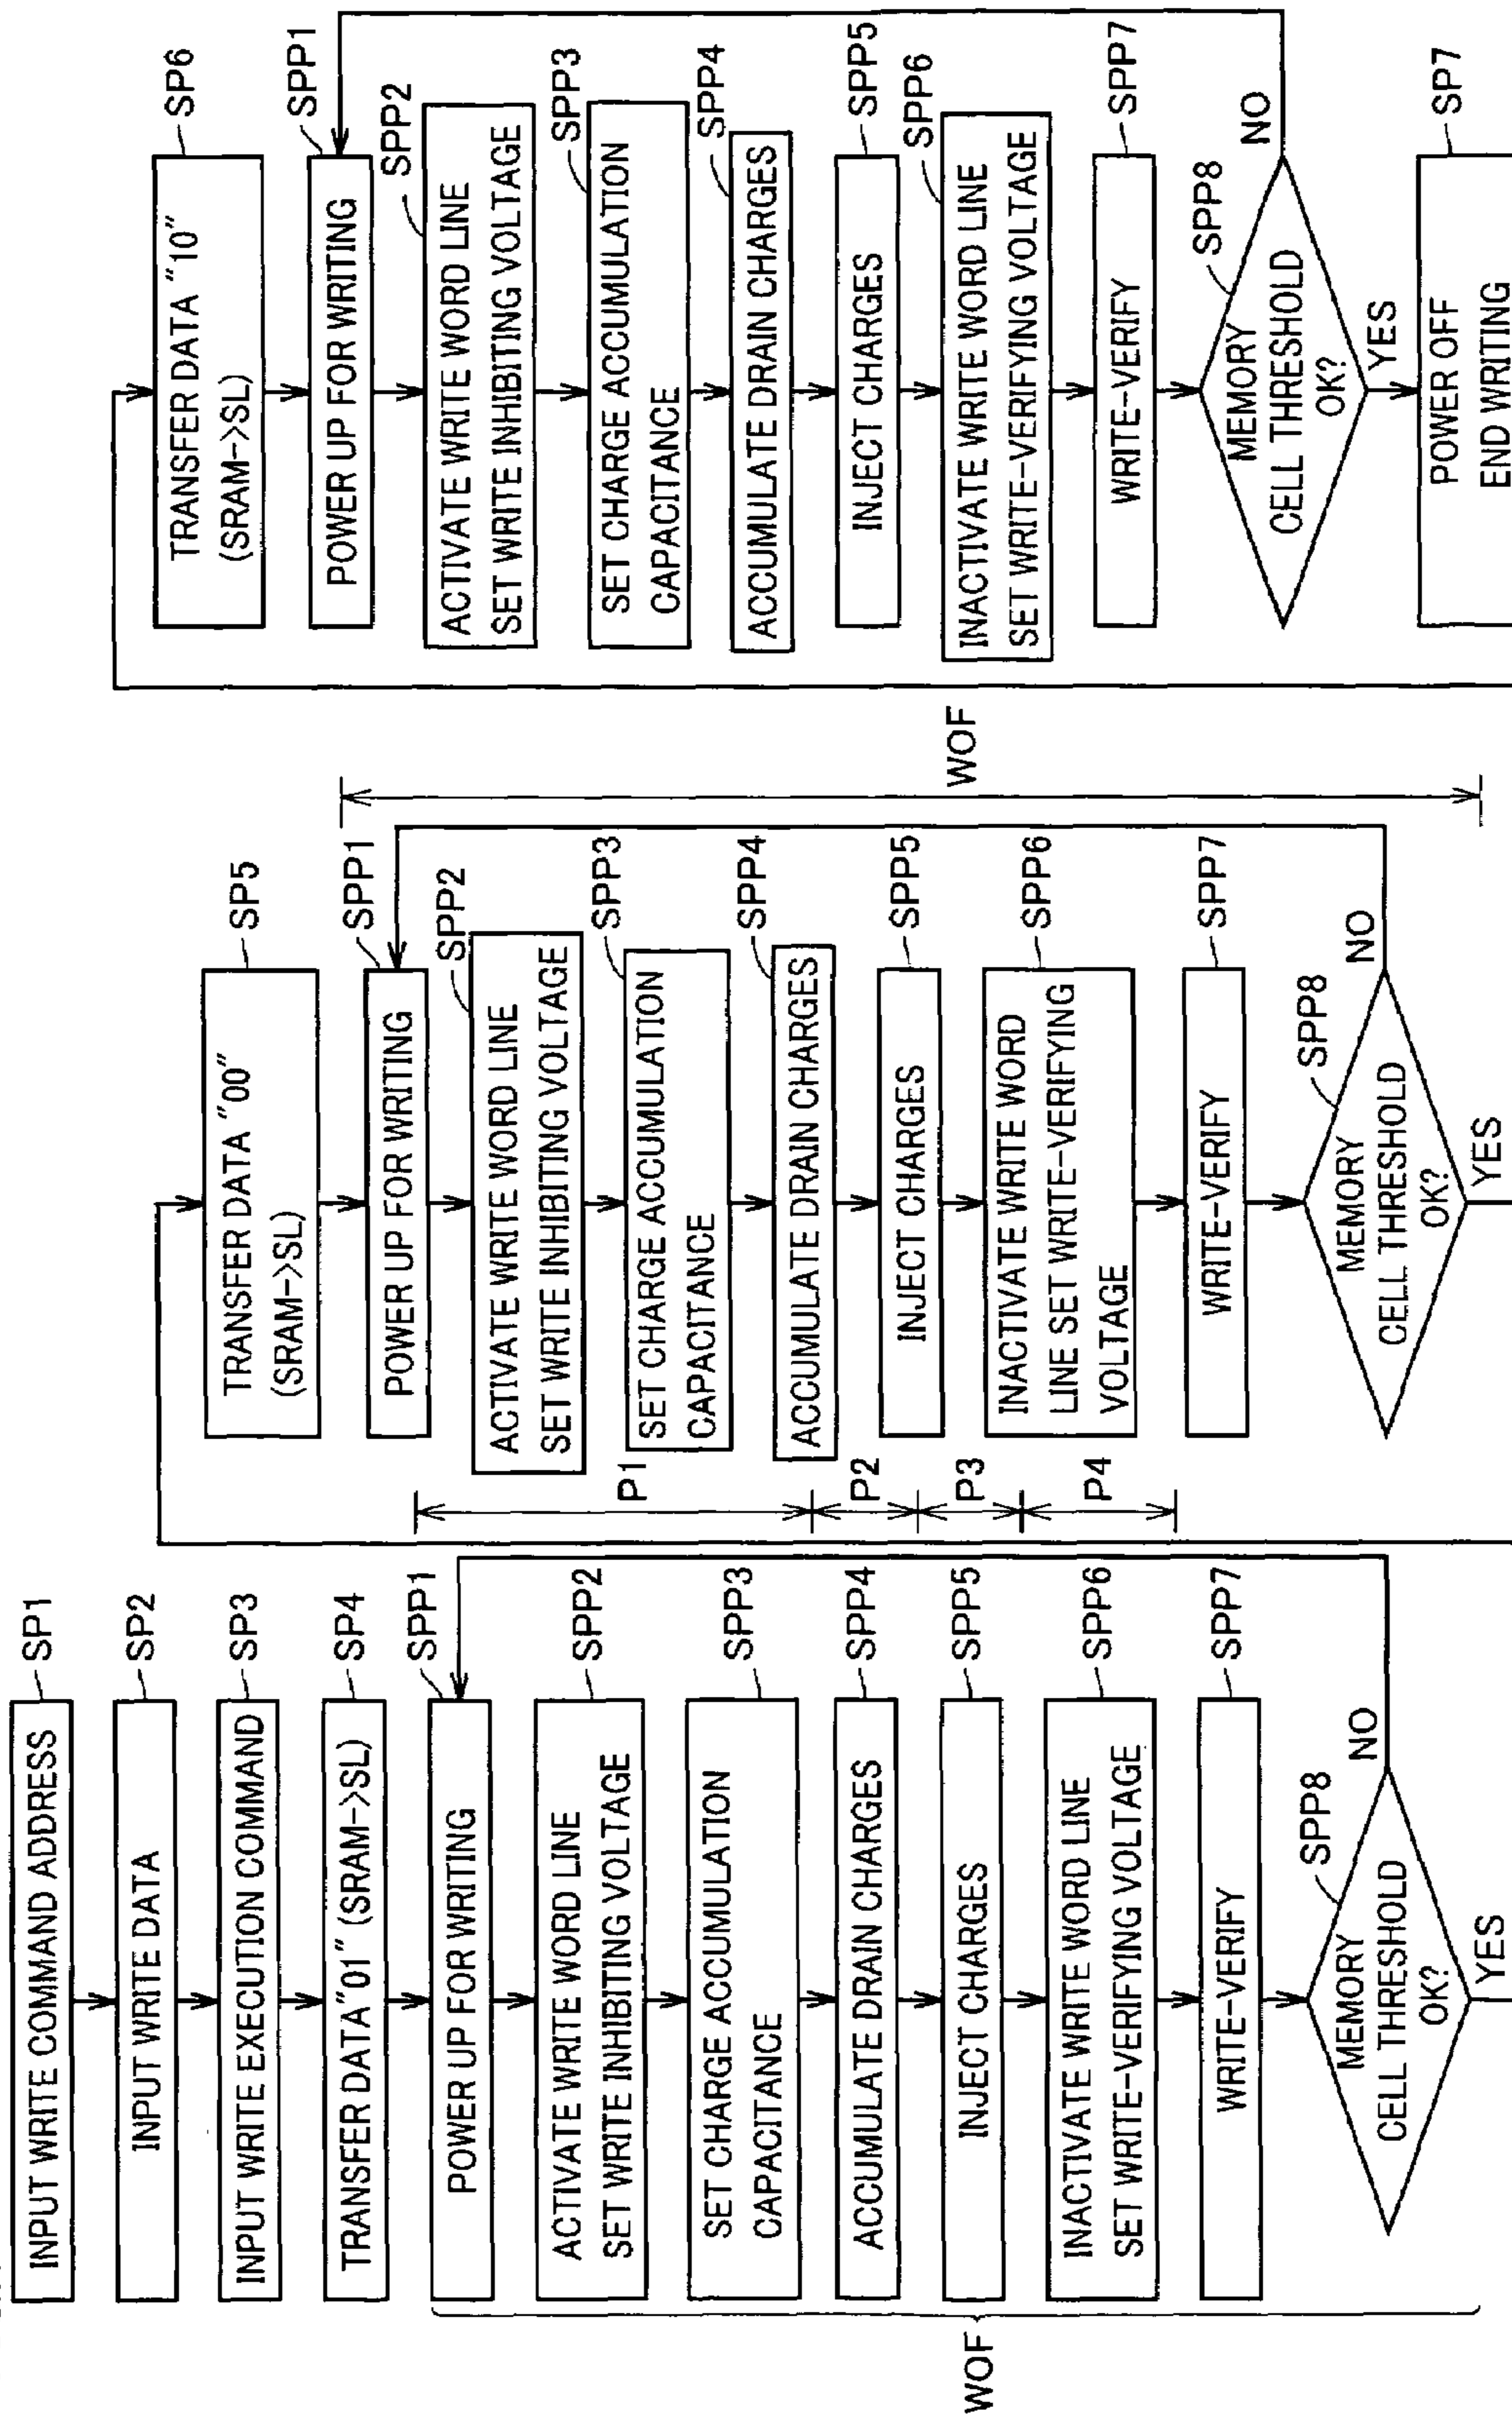 INPUT WRITE COMMAND ADDRESS
SP1
INPUT WRITE DATA
SP2
INPUT WRITE EXECUTION COMMAND
SP3
TRANSFER DATA "01" (SRAM->SL)
SP4
POWER UP FOR WRITING
SPP1
ACTIVATE WRITE WORD LINE
SET WRITE INHIBITING VOLTAGE
SPP2
SET CHARGE ACCUMULATION
CAPACITANCE
SPP3
ACCUMULATE DRAIN CHARGES
SPP4
INJECT CHARGES
SPP5
INACTIVATE WRITE WORD LINE
SET WRITE-VERIFYING VOLTAGE
SPP6
WRITE-VERIFY
SPP7
MEMORY
CELL THRESHOLD
OK?
SPP8
NO
YES
WOF
TRANSFER DATA "00"
(SRAM->SL)
SP5
POWER UP FOR WRITING
SPP1
ACTIVATE WRITE WORD LINE
SET WRITE INHIBITING VOLTAGE
SPP2
SET CHARGE ACCUMULATION
CAPACITANCE
SPP3
ACCUMULATE DRAIN CHARGES
SPP4
INJECT CHARGES
SPP5
INACTIVATE WRITE WORD
LINE SET WRITE-VERIFYING
VOLTAGE
SPP6
WRITE-VERIFY
SPP7
MEMORY
CELL THRESHOLD
OK?
SPP8
NO
YES
P1
P2
P3
P4
WOF
TRANSFER DATA "10"
(SRAM->SL)
SP6
POWER UP FOR WRITING
SPP1
ACTIVATE WRITE WORD LINE
SET WRITE INHIBITING VOLTAGE
SPP2
SET CHARGE ACCUMULATION
CAPACITANCE
SPP3
ACCUMULATE DRAIN CHARGES
SPP4
INJECT CHARGES
SPP5
INACTIVATE WRITE WORD LINE
SET WRITE-VERIFYING VOLTAGE
SPP6
WRITE-VERIFY
SPP7
MEMORY
CELL THRESHOLD
OK?
SPP8
NO
YES
POWER OFF
END WRITING
SP7